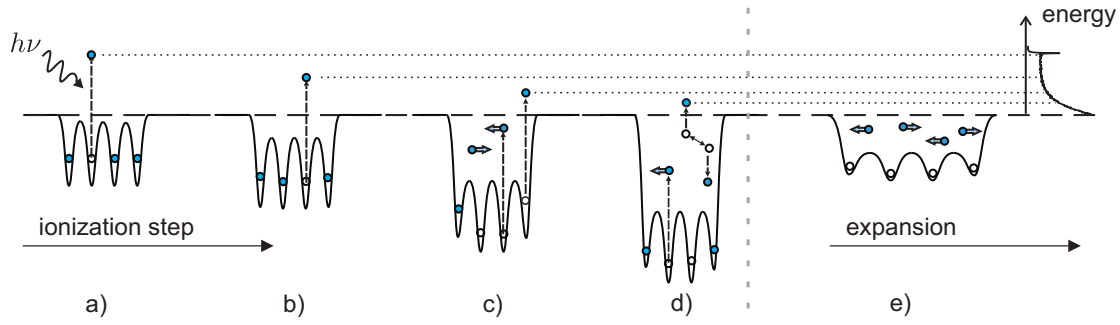 energy
hν
ionization step
expansion
a)
b)
c)
d)
e)